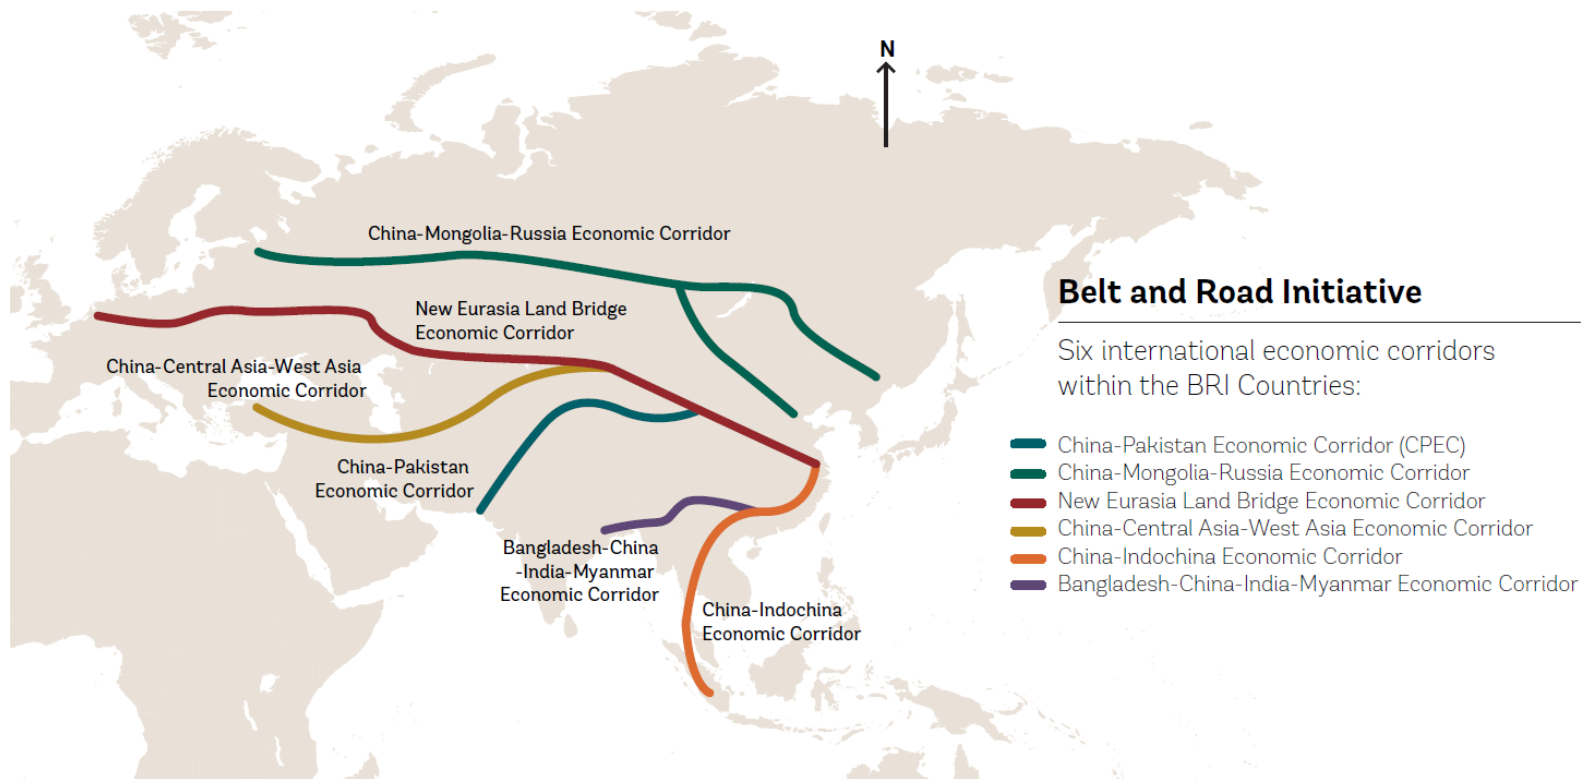 N
China-Mongolia-Russia Economic Corridor
New Eurasia Land Bridge
Economic Corridor
China-Central Asia-West Asia
Economic Corridor
China-Pakistan
Economic Corridor
Bangladesh-China
-India-Myanmar
Economic Corridor
China-Indochina
Economic Corridor
Belt and Road Initiative
Six international economic corridors
within the BRI Countries:
China-Pakistan Economic Corridor (CPEC)
China-Mongolia-Russia Economic Corridor
New Eurasia Land Bridge Economic Corridor
China-Central Asia-West Asia Economic Corridor
China-Indochina Economic Corridor
Bangladesh-China-India-Myanmar Economic Corridor